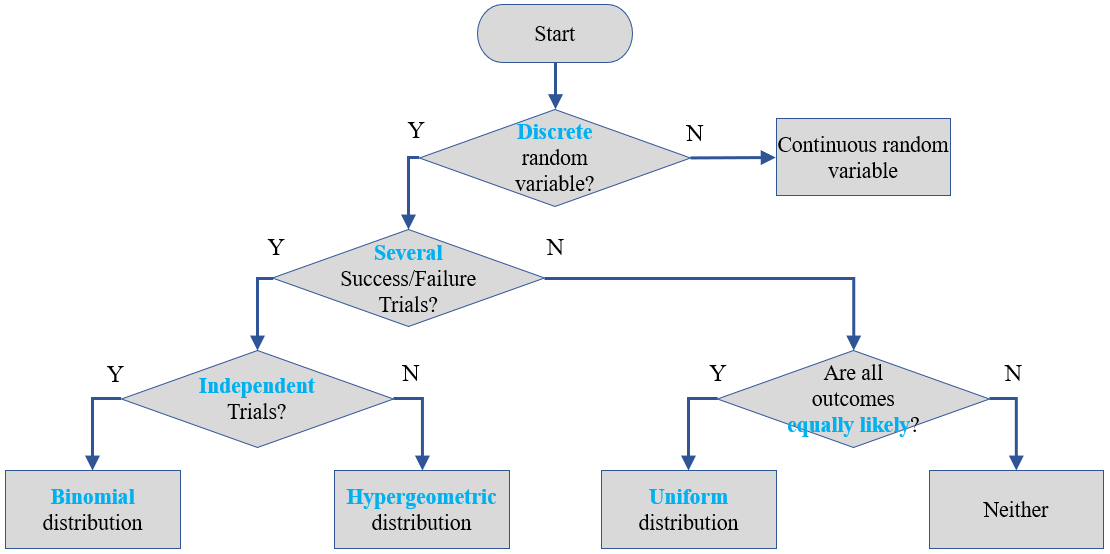 Start
Y
Discrete
random
variable?
N
Continuous random
variable
Y
Several
Success/Failure
Trials?
N
Y
Independent
Trials?
N
Y
Are all
outcomes
equally likely?
N
Binomial
distribution
Hypergeometric
distribution
Uniform
distribution
Neither